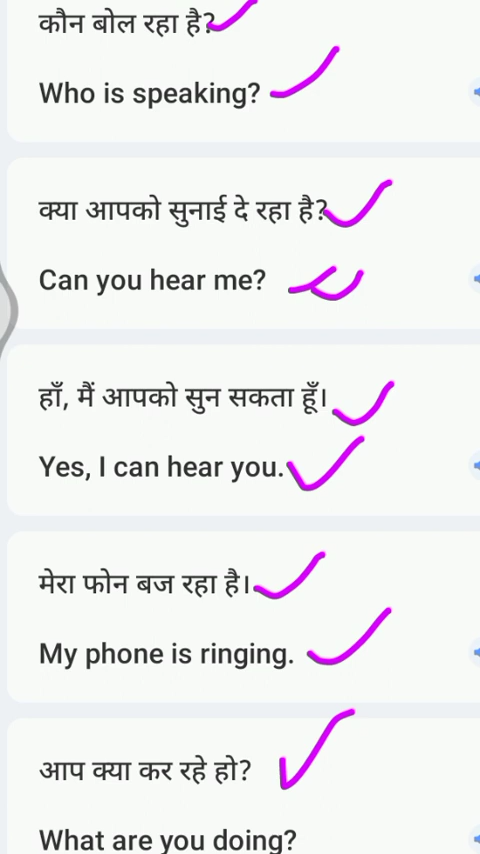 कौन बोल रहा है?
Who is speaking?
क्या आपको सुनाई दे रहा है?
Can you hear me?
हाँ, मैं आपको सुन सकता हूँ।
Yes, I can hear you.
मेरा फोन बज रहा है।
My phone is ringing.
आप क्या कर रहे हो?
What are you doing?